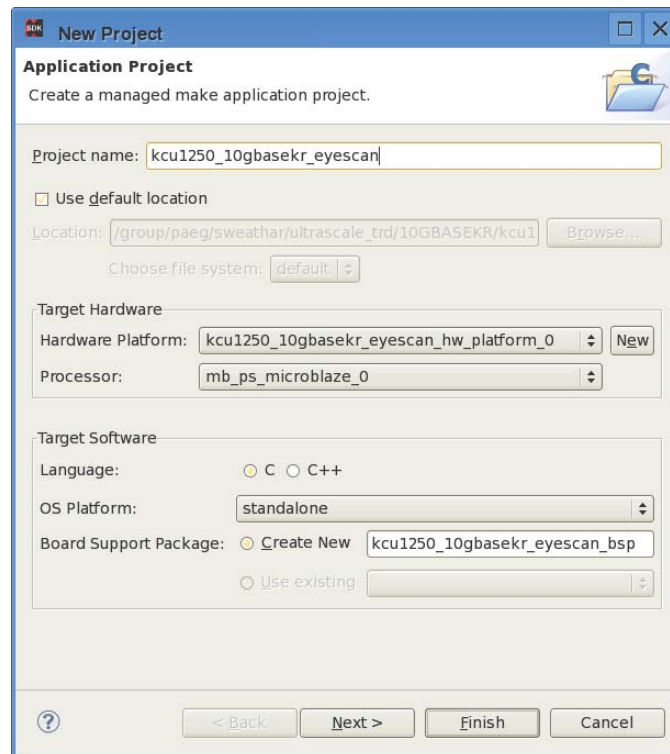 SDK New Project
Application Project
Create a managed make application project.
Project name: kcu1250_10gbasekr_eyescan
Use default location
Location: /group/paeg/sweathar/ultrascale_trd/10GBASEKR/kcu1 Browse...
Choose file system: default
Target Hardware
Hardware Platform: kcu1250_10gbasekr_eyescan_hw_platform_0 New
Processor: mb_ps_microblaze_0
Target Software
Language: C C++
OS Platform: standalone
Board Support Package: Create New kcu1250_10gbasekr_eyescan_bsp
Use existing
? < Back Next > Finish Cancel